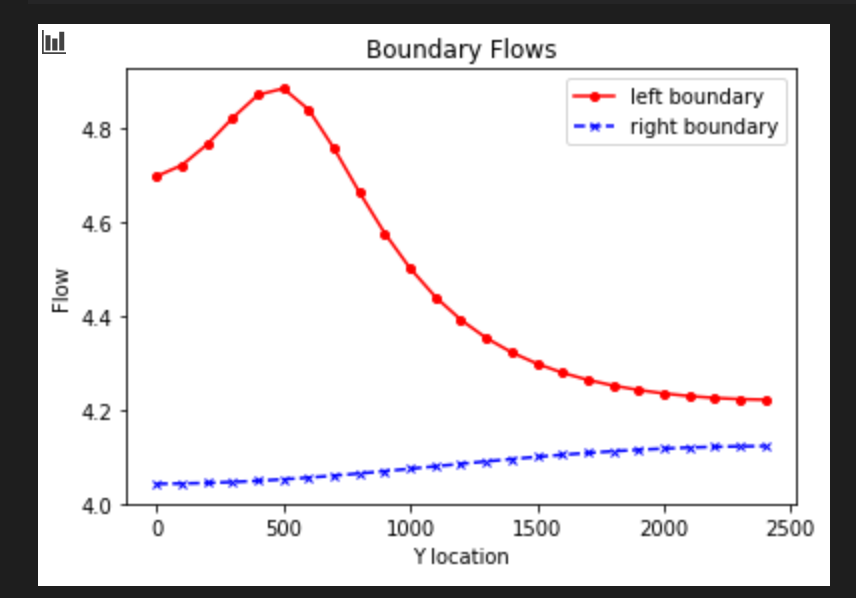 Boundary Flows
left boundary
right boundary
4.8
4.6
4.4
4.2
4.0
Flow
0 500 1000 1500 2000 2500
Y location